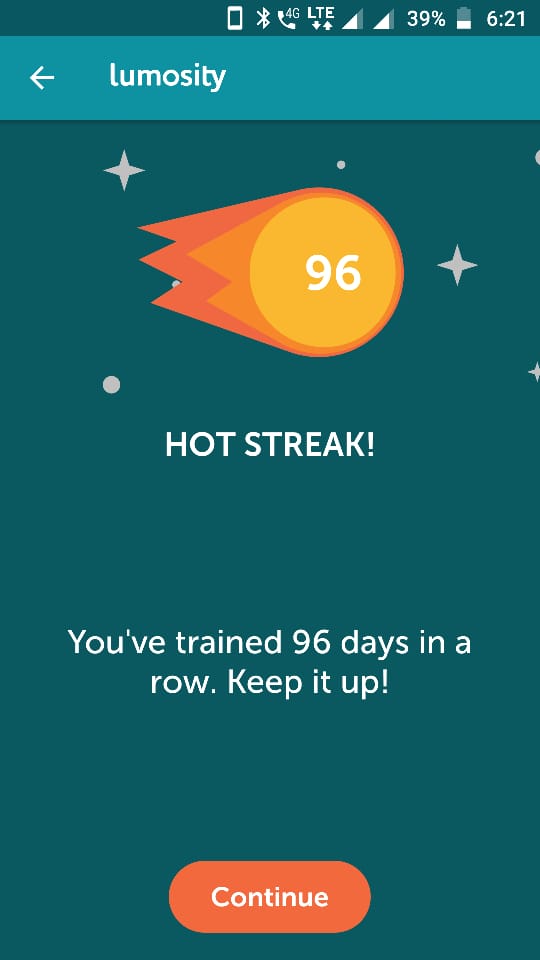 4G LTE 39% 6:21
lumosity
96
HOT STREAK!
You've trained 96 days in a
row. Keep it up!
Continue